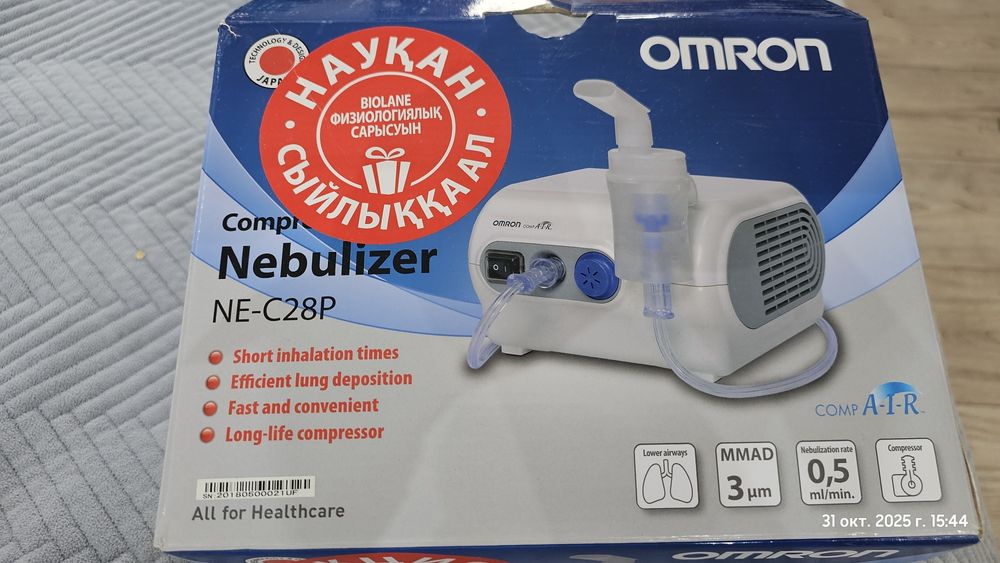 TECHNOLOGY & DESIGN
JAPAN
НАУҚАН
BIOLANE
ФИЗИОЛОГИЯЛЫҚ
САРЫСУЫН
СЫЙЛЫҚҚА АЛ
OMRON
OMRON COMP A-I-R
Nebulizer
NE-C28P
Short inhalation times
Efficient lung deposition
Fast and convenient
Long-life compressor
COMP A-I-R™
Lower airways
MMAD
3 µm
Nebulization rate
0,5
ml/min.
Compressor
SN:20180500021UF
All for Healthcare
31 окт. 2025 г. 15:44
OMRON